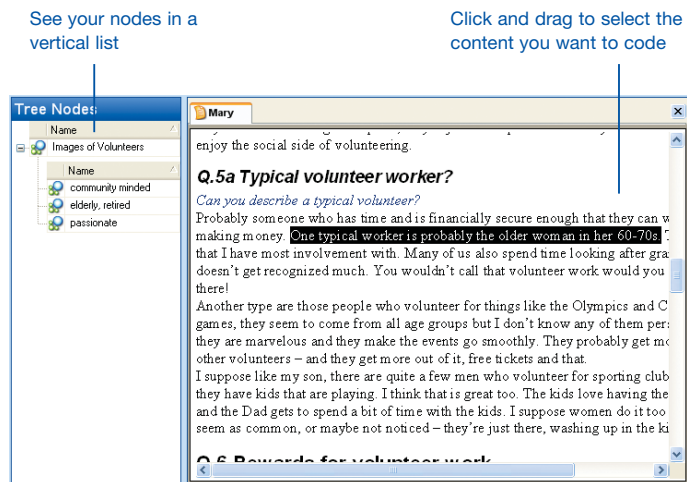 See your nodes in a
vertical list
Click and drag to select the
content you want to code
Tree Nodes
Name
Images of Volunteers
Name
community minded
elderly, retired
passionate
Mary
enjoy the social side of volunteering.
Q.5a Typical volunteer worker?
Can you describe a typical volunteer?
Probably someone who has time and is financially secure enough that they can
making money. One typical worker is probably the older woman in her 60-70s.
that I have most involvement with. Many of us also spend time looking after
doesn't get recognized much. You wouldn't call that volunteer work would you
there!
Another type are those people who volunteer for things like the Olympics and
games, they seem to come from all age groups but I don't know any of them
they are marvelous and they make the events go smoothly. They probably get
other volunteers – and they get more out of it, free tickets and that.
I suppose like my son, there are quite a few men who volunteer for sporting
they have kids that are playing. I think that is great too. The kids love having the
and the Dad gets to spend a bit of time with the kids. I suppose women do it too
seem as common, or maybe not noticed – they're just there, washing up in the
Q.6 Rewards for volunteer work